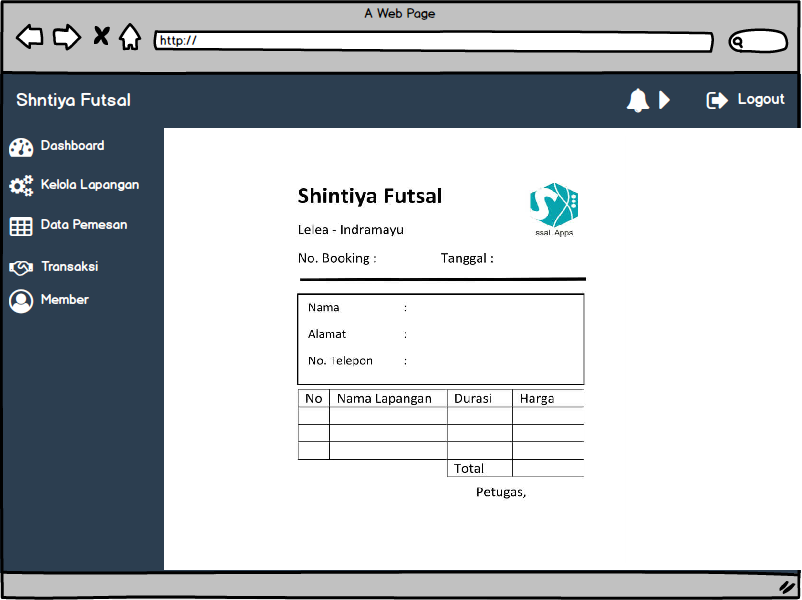 A Web Page
http://
Shntiya Futsal
Logout
Dashboard
Kelola Lapangan
Data Pemesan
Transaksi
Member
Shintiya Futsal
ssai Apps
Lelea - Indramayu
No. Booking :
Tanggal :
Nama :
Alamat :
No. Telepon :
No Nama Lapangan Durasi Harga
Total
Petugas,